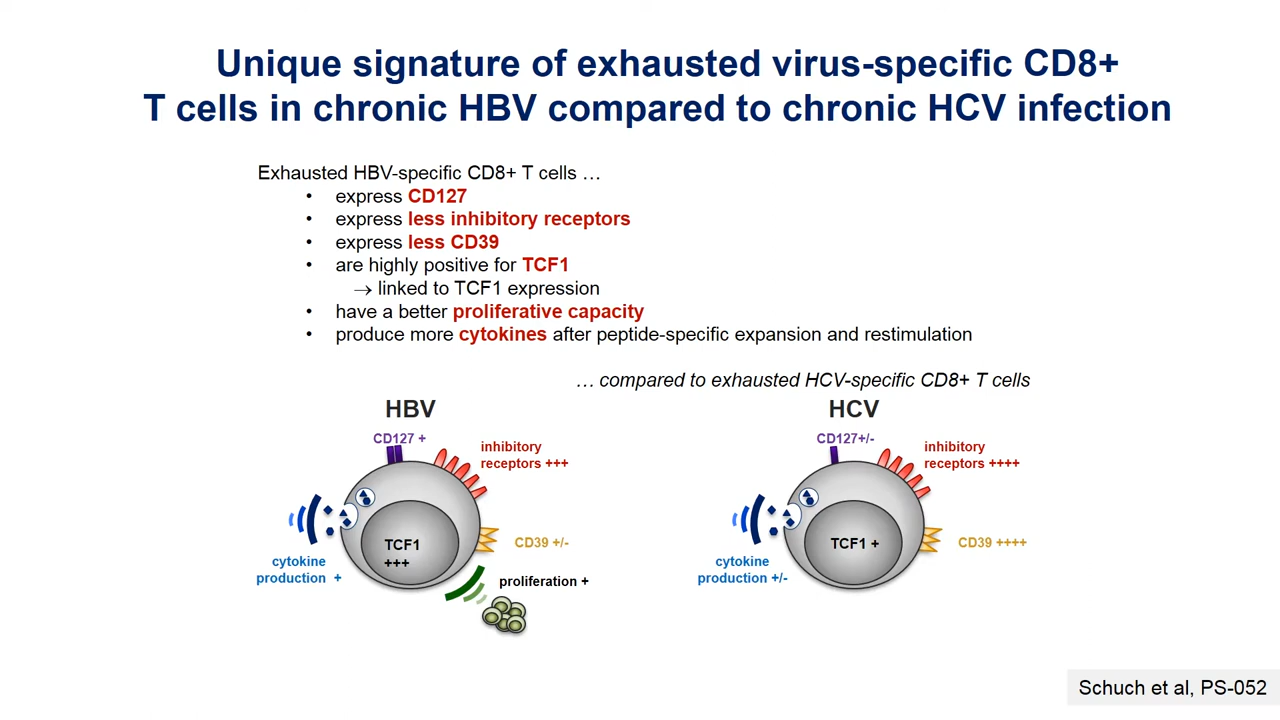 Unique signature of exhausted virus-specific CD8+
T cells in chronic HBV compared to chronic HCV infection
Exhausted HBV-specific CD8+ T cells …
• express CD127
• express less inhibitory receptors
• express less CD39
• are highly positive for TCF1
→ linked to TCF1 expression
• have a better proliferative capacity
• produce more cytokines after peptide-specific expansion and restimulation
… compared to exhausted HCV-specific CD8+ T cells
HBV
CD127 +
inhibitory
receptors +++
TCF1
+++
CD39 +/-
cytokine
production +
proliferation +
HCV
CD127+/-
inhibitory
receptors ++++
TCF1 +
CD39 ++++
cytokine
production +/-
Schuch et al, PS-052